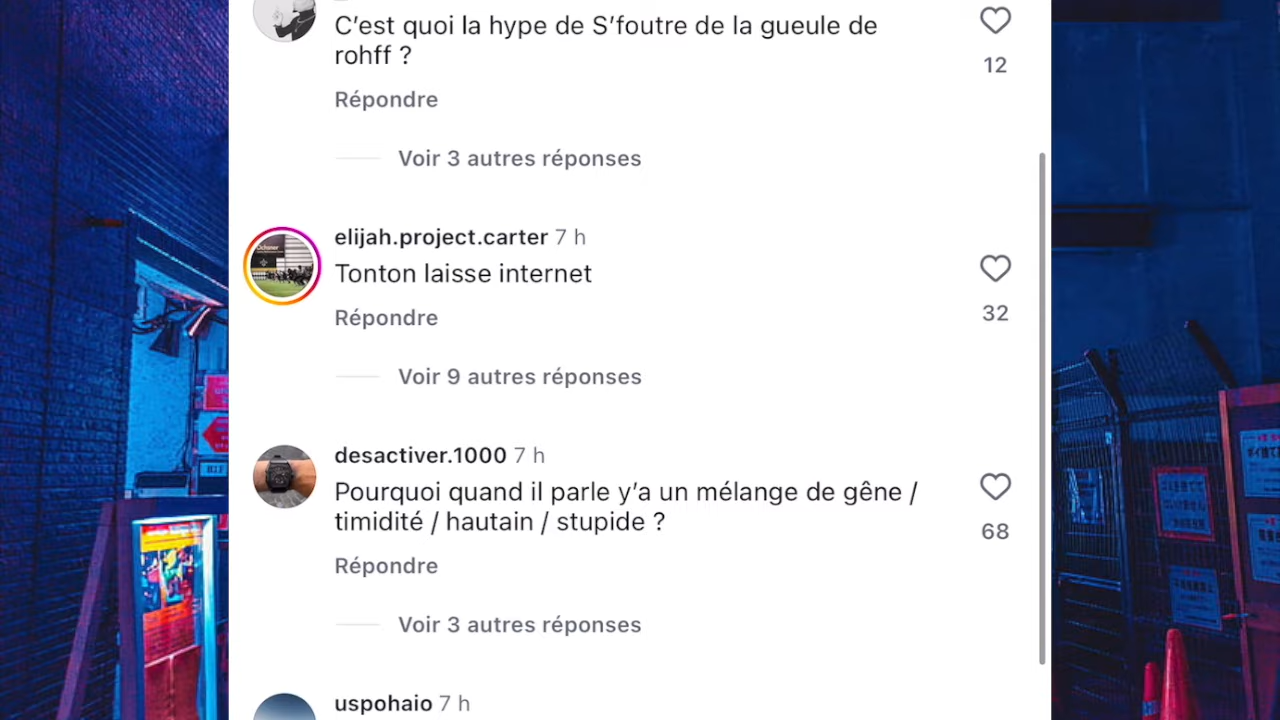 C’est quoi la hype de S’foutre de la gueule de
rohff ?
12
Répondre
Voir 3 autres réponses
elijah.project.carter 7 h
Tonton laisse internet
32
Répondre
Voir 9 autres réponses
desactiver.1000 7 h
Pourquoi quand il parle y’a un mélange de gêne /
timidité / hautain / stupide ?
68
Répondre
Voir 3 autres réponses
uspohaio 7 h